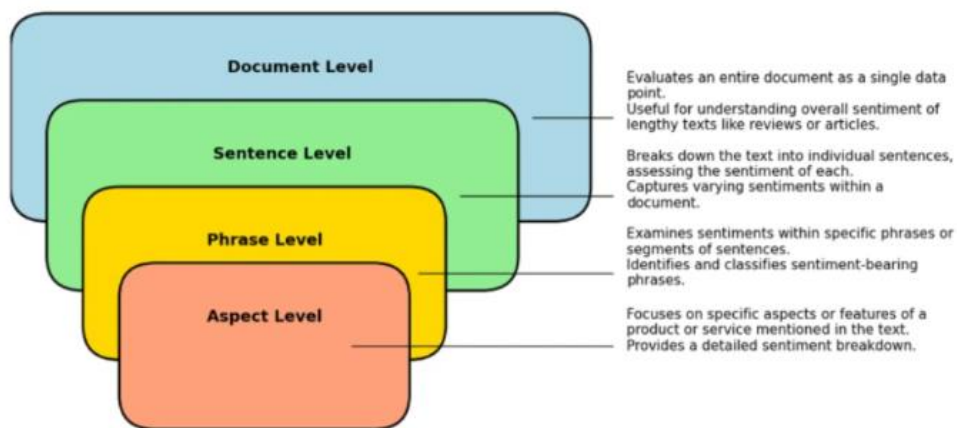 Document Level
Evaluates an entire document as a single data
point.
Useful for understanding overall sentiment of
lengthy texts like reviews or articles.
Sentence Level
Breaks down the text into individual sentences,
assessing the sentiment of each.
Captures varying sentiments within a
document.
Phrase Level
Examines sentiments within specific phrases or
segments of sentences.
Identifies and classifies sentiment-bearing
phrases.
Aspect Level
Focuses on specific aspects or features of a
product or service mentioned in the text.
Provides a detailed sentiment breakdown.